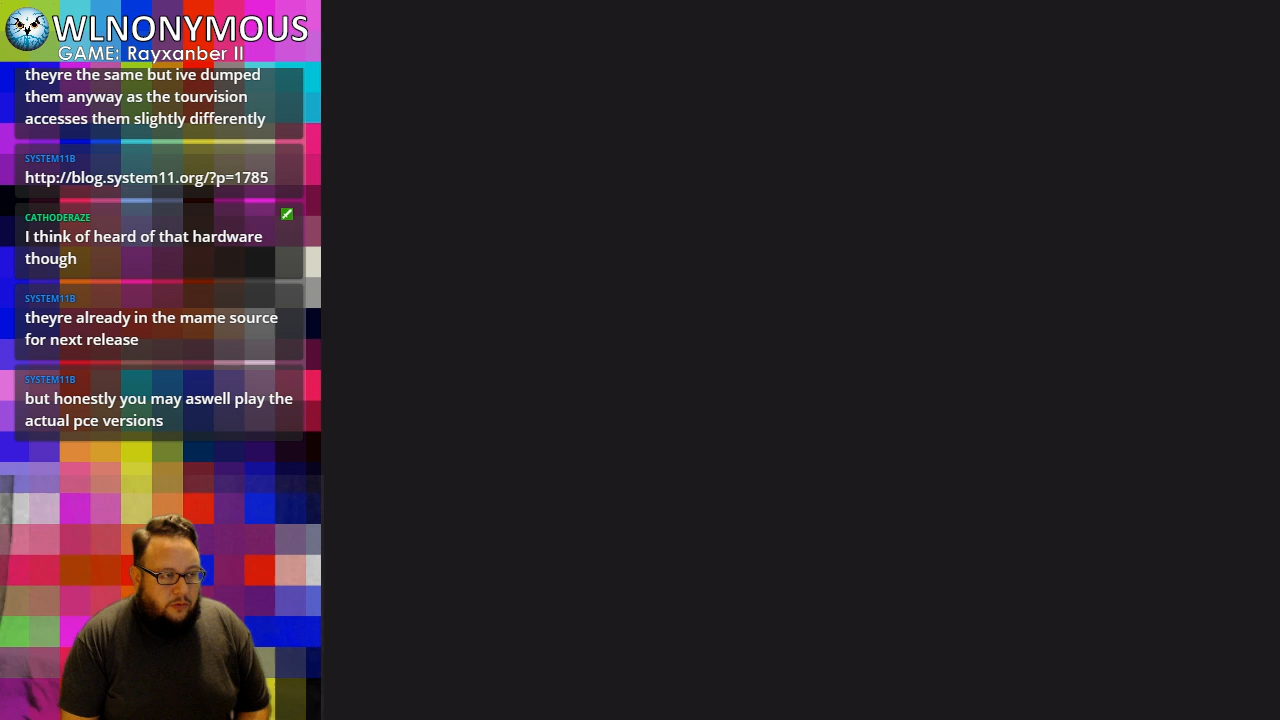 WLNONYMOUS
GAME: Rayxanber II
theyre the same but ive dumped
them anyway as the tourvision
accesses them slightly differently
SYSTEM11B
http://blog.system11.org/?p=1785
CATHODERAZE
I think of heard of that hardware
though
SYSTEM11B
theyre already in the mame source
for next release
SYSTEM11B
but honestly you may aswell play the
actual pce versions